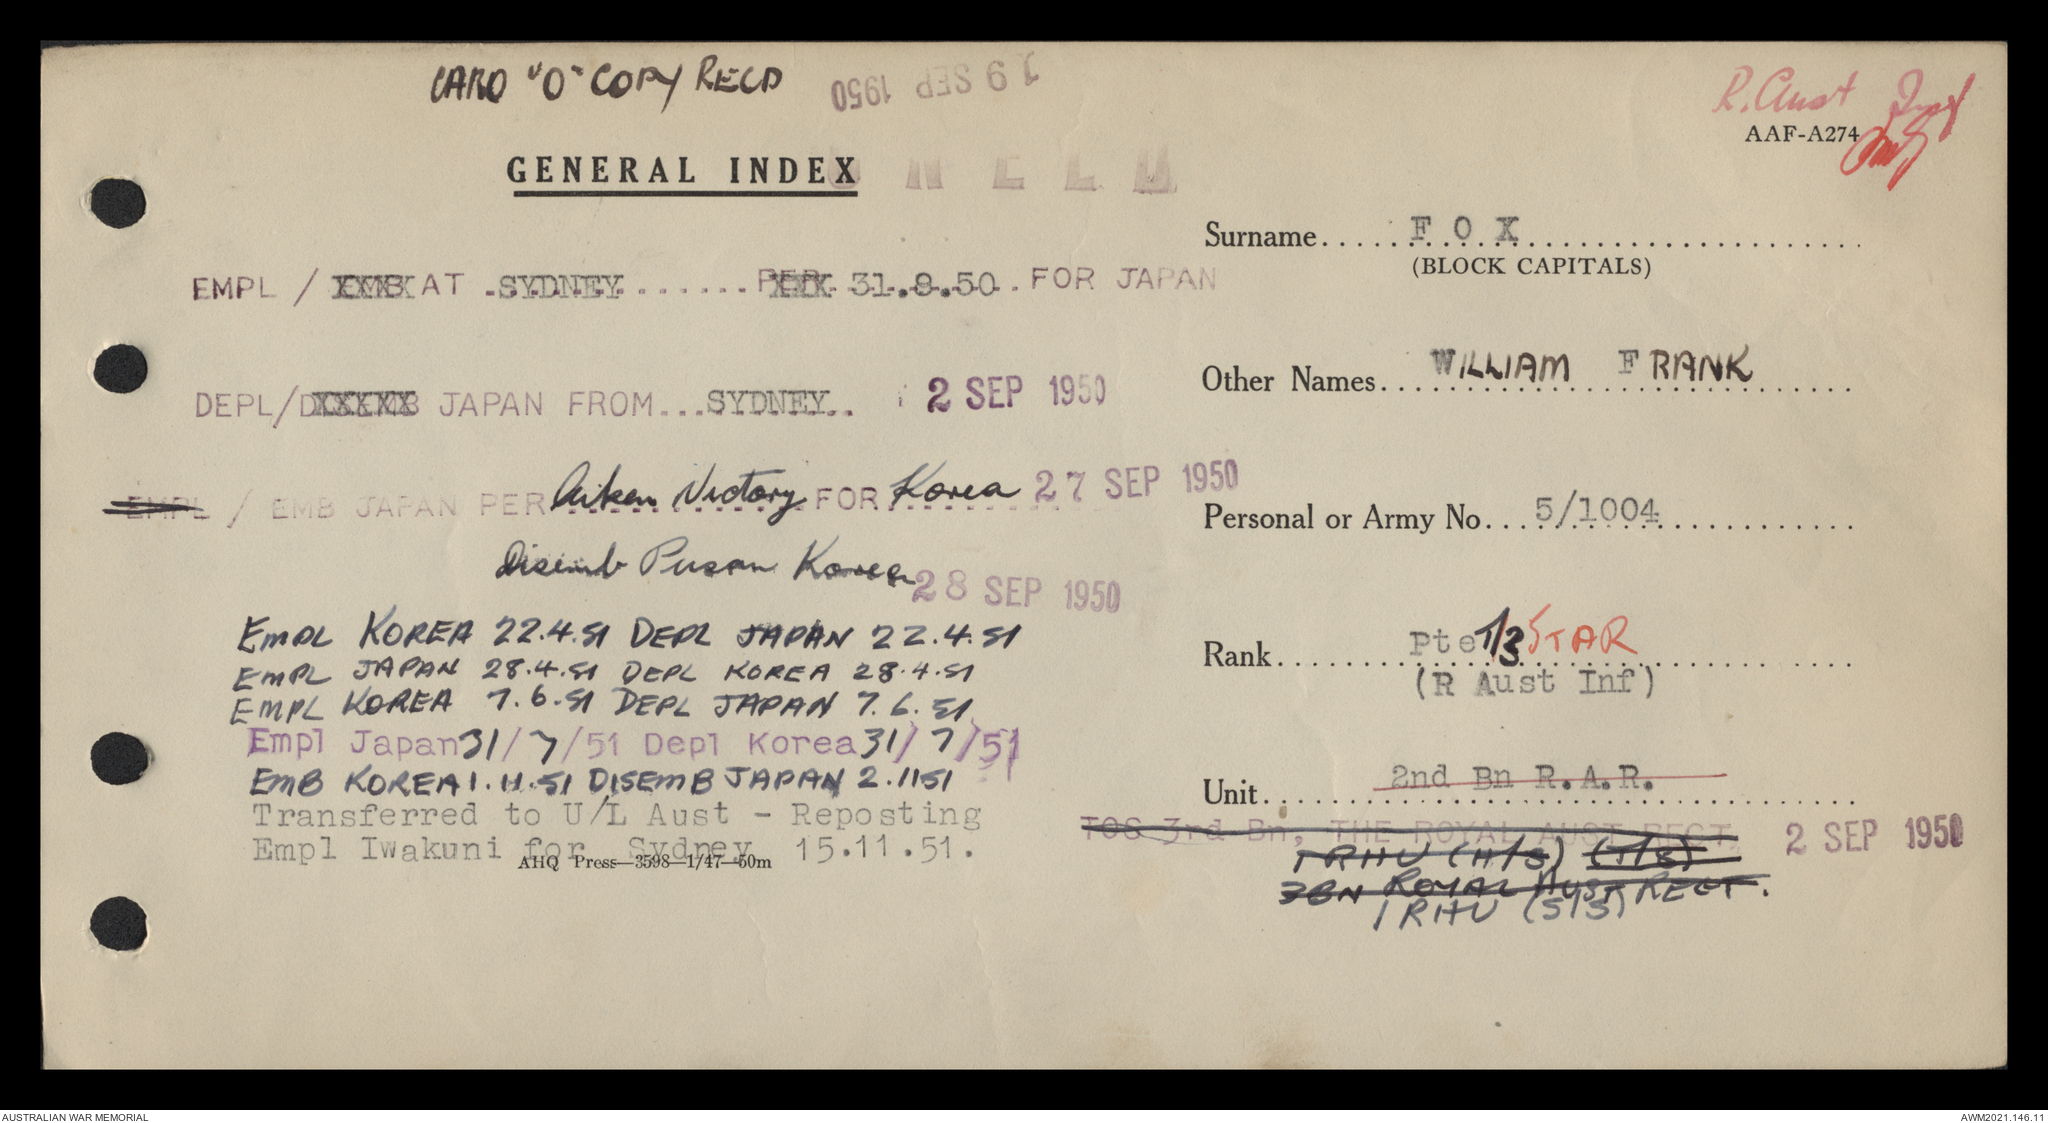 CARD "O" COPY RECD 19 SEP 1950
R. Aust Inf
AAF-A274
GENERAL INDEX
Surname FOX
(BLOCK CAPITALS)
EMPL / EMB AT SYDNEY PER 31.8.50 FOR JAPAN
Other Names WILLIAM FRANK
DEPL/ JAPAN FROM SYDNEY 2 SEP 1950
EMPL / EMB JAPAN PER Aiken Victory FOR Korea 27 SEP 1950
Personal or Army No. 5/1004
Disemb Pusan Korea 28 SEP 1950
EMPL KOREA 22.4.51 DEPL JAPAN 22.4.51
Rank Pte T/3 STAR
(R Aust Inf)
EMPL JAPAN 28.4.51 DEPL KOREA 28.4.51
EMPL KOREA 7.6.51 DEPL JAPAN 7.6.51
Empl Japan 31/7/51 Depl Korea 31/7/51
EMB KOREA 1.11.51 DISEMB JAPAN 2.1151
Unit 2nd Bn R.A.R.
Transferred to U/L Aust - Reposting
TOS 3rd Bn, THE ROYAL AUST REGT, 2 SEP 1950
Empl Iwakuni for Sydney 15.11.51.
AHQ Press—3598—1/47—50m
1 RHU (H/S) (T/S)
3BN ROYAL AUST REGT.
1 RHU (S/S)
AUSTRALIAN WAR MEMORIAL
AWM2021.146.11